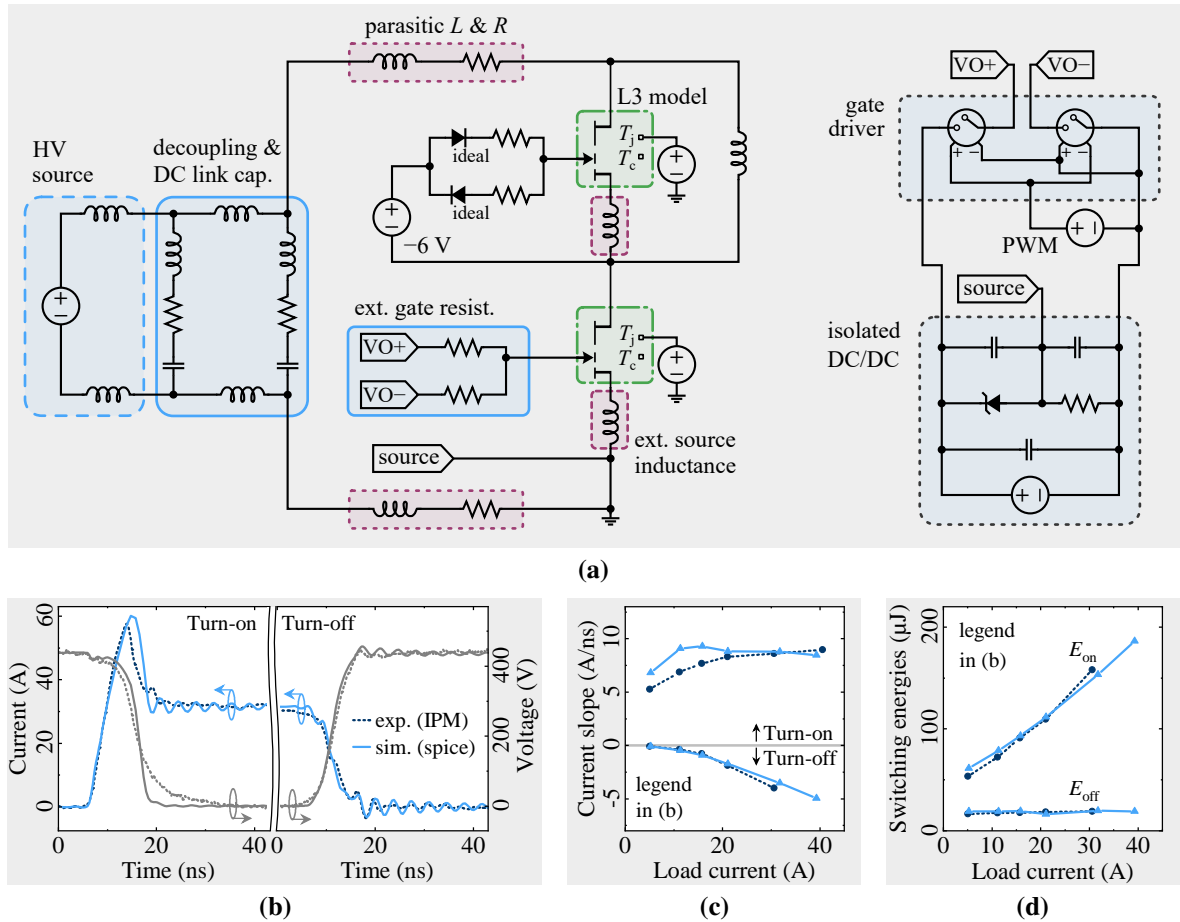 parasitic L & R
VO+ VO−
L3 model
gate
driver
HV
source
decoupling &
DC link cap.
ideal
Tj
Tc
+
−
ideal
+
−
−6 V
+ − + −
PWM
+ −
+
−
source
ext. gate resist.
VO+
Tj
Tc
+
−
VO−
isolated
DC/DC
source
ext. source
inductance
+ −
(a)
Current (A)
60
40
20
0
Turn-on
Turn-off
exp. (IPM)
sim. (spice)
400
200
0
Voltage (V)
0 20 40 0 20 40
Time (ns) Time (ns)
(b)
Current slope (A/ns)
10
5
0
-5
Turn-on
Turn-off
legend
in (b)
0 10 20 30 40
Load current (A)
(c)
Switching energies (µJ)
200
100
0
legend
in (b)
Eon
Eoff
0 10 20 30 40
Load current (A)
(d)